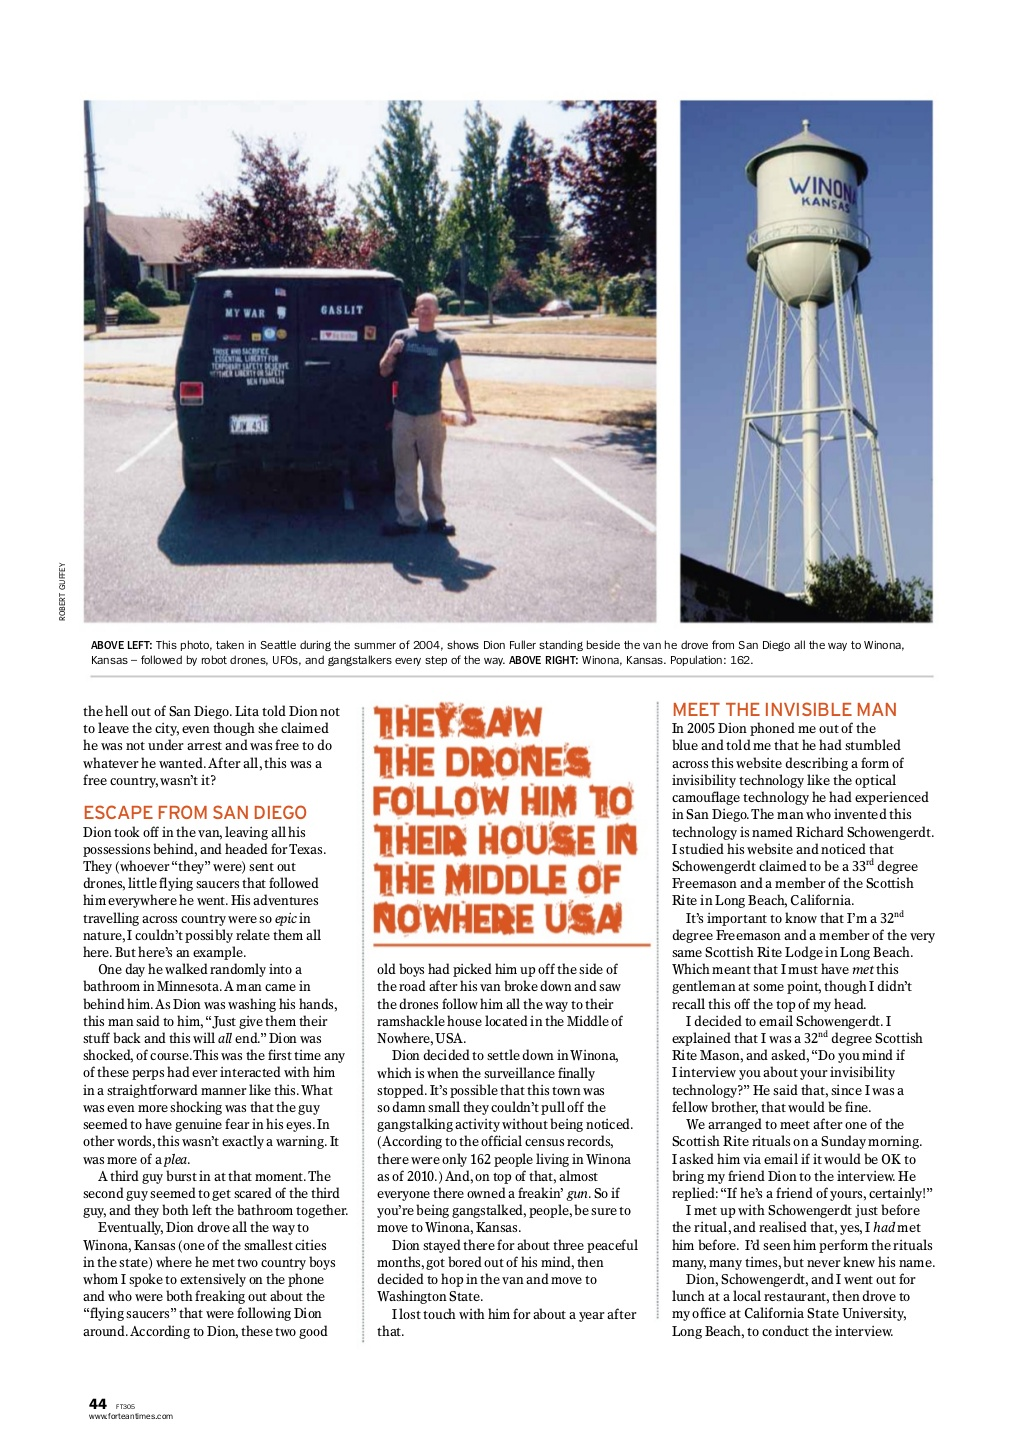 WINONA
KANSAS
MY WAR
GASLIT
THOSE WHO SACRIFICE
ESSENTIAL LIBERTY FOR
TEMPORARY SAFETY DESERVE
NEITHER LIBERTY OR SAFETY
BEN FRANKLIN
ROBERT GUFFEY
ABOVE LEFT: This photo, taken in Seattle during the summer of 2004, shows Dion Fuller standing beside the van he drove from San Diego all the way to Winona,
Kansas – followed by robot drones, UFOs, and gangstalkers every step of the way. ABOVE RIGHT: Winona, Kansas. Population: 162.
the hell out of San Diego. Lita told Dion not
to leave the city, even though she claimed
he was not under arrest and was free to do
whatever he wanted. After all, this was a
free country, wasn't it?
ESCAPE FROM SAN DIEGO
Dion took off in the van, leaving all his
possessions behind, and headed for Texas.
They (whoever “they” were) sent out
drones, little flying saucers that followed
him everywhere he went. His adventures
travelling across country were so epic in
nature, I couldn't possibly relate them all
here. But here's an example.
One day he walked randomly into a
bathroom in Minnesota. A man came in
behind him. As Dion was washing his hands,
this man said to him, “Just give them their
stuff back and this will all end.” Dion was
shocked, of course. This was the first time any
of these perps had ever interacted with him
in a straightforward manner like this. What
was even more shocking was that the guy
seemed to have genuine fear in his eyes. In
other words, this wasn't exactly a warning. It
was more of a plea.
A third guy burst in at that moment. The
second guy seemed to get scared of the third
guy, and they both left the bathroom together.
Eventually, Dion drove all the way to
Winona, Kansas (one of the smallest cities
in the state) where he met two country boys
whom I spoke to extensively on the phone
and who were both freaking out about the
“flying saucers” that were following Dion
around. According to Dion, these two good
THEY SAW
THE DRONES
FOLLOW HIM TO
THEIR HOUSE IN
THE MIDDLE OF
NOWHERE USA
old boys had picked him up off the side of
the road after his van broke down and saw
the drones follow him all the way to their
ramshackle house located in the Middle of
Nowhere, USA.
Dion decided to settle down in Winona,
which is when the surveillance finally
stopped. It's possible that this town was
so damn small they couldn't pull off the
gangstalking activity without being noticed.
(According to the official census records,
there were only 162 people living in Winona
as of 2010.) And, on top of that, almost
everyone there owned a freakin' gun. So if
you're being gangstalked, people, be sure to
move to Winona, Kansas.
Dion stayed there for about three peaceful
months, got bored out of his mind, then
decided to hop in the van and move to
Washington State.
I lost touch with him for about a year after
that.
MEET THE INVISIBLE MAN
In 2005 Dion phoned me out of the
blue and told me that he had stumbled
across this website describing a form of
invisibility technology like the optical
camouflage technology he had experienced
in San Diego. The man who invented this
technology is named Richard Schowengerdt.
I studied his website and noticed that
Schowengerdt claimed to be a 33rd degree
Freemason and a member of the Scottish
Rite in Long Beach, California.
It's important to know that I'm a 32nd
degree Freemason and a member of the very
same Scottish Rite Lodge in Long Beach.
Which meant that I must have met this
gentleman at some point, though I didn't
recall this off the top of my head.
I decided to email Schowengerdt. I
explained that I was a 32nd degree Scottish
Rite Mason, and asked, “Do you mind if
I interview you about your invisibility
technology?” He said that, since I was a
fellow brother, that would be fine.
We arranged to meet after one of the
Scottish Rite rituals on a Sunday morning.
I asked him via email if it would be OK to
bring my friend Dion to the interview. He
replied: “If he's a friend of yours, certainly!”
I met up with Schowengerdt just before
the ritual, and realised that, yes, I had met
him before. I'd seen him perform the rituals
many, many times, but never knew his name.
Dion, Schowengerdt, and I went out for
lunch at a local restaurant, then drove to
my office at California State University,
Long Beach, to conduct the interview.
44 FT305
www.forteantimes.com